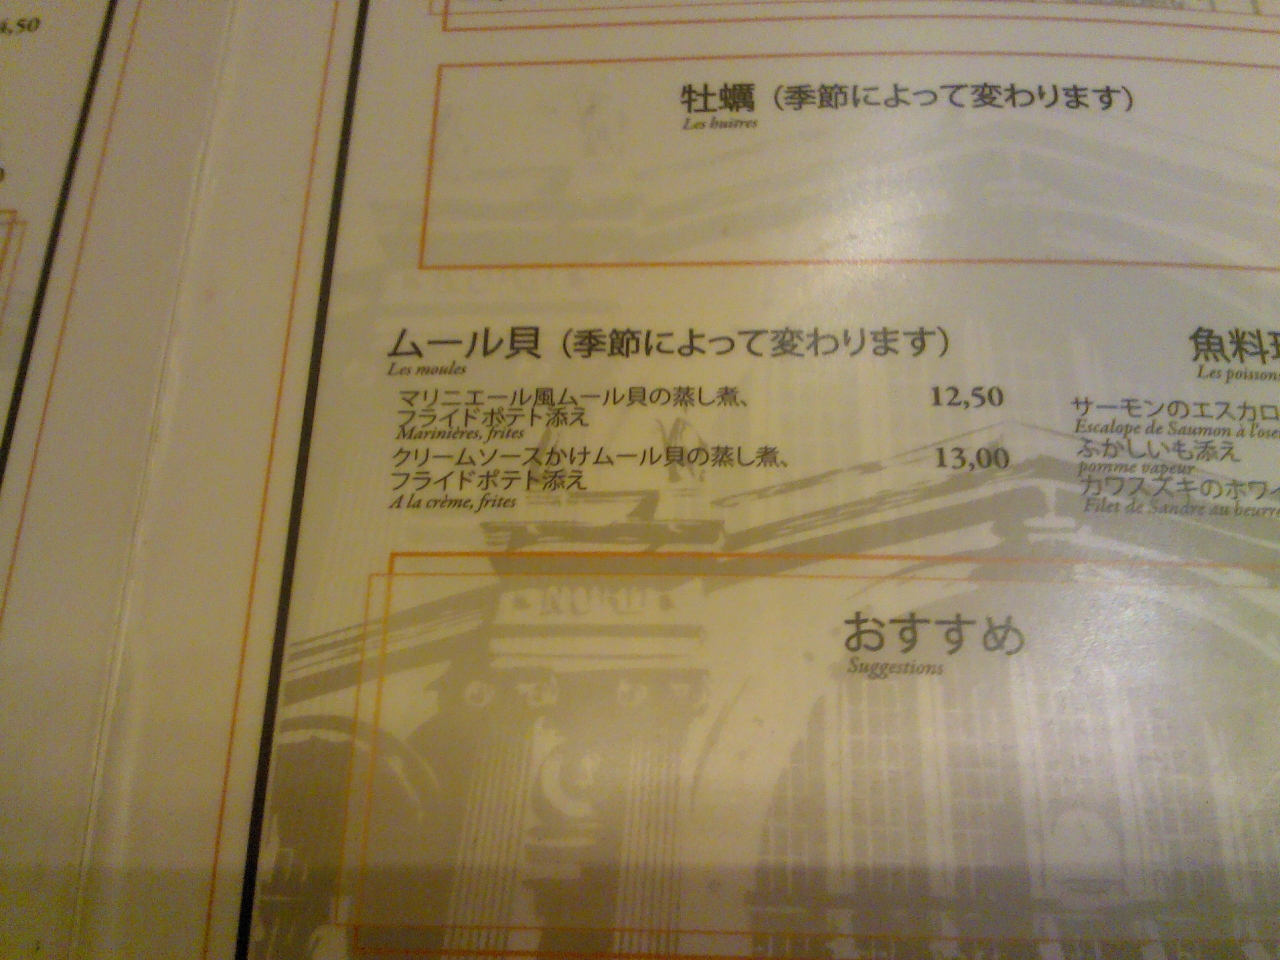 4,50
牡蠣（季節によって変わります）
Les huitres
ムール貝（季節によって変わります）
Les moules
マリニエール風ムール貝の蒸し煮、 12,50
フライドポテト添え
Marinières, frites
クリームソースかけムール貝の蒸し煮、 13,00
フライドポテト添え
A la crème, frites
魚料理
Les poissons
サーモンのエスカロ
Escalope de Saumon à l'ose
ふかしいも添え
pomme vapeur
カワスズキのホワイ
Filet de Sandre au beurre
NORD
おすすめ
Suggestions